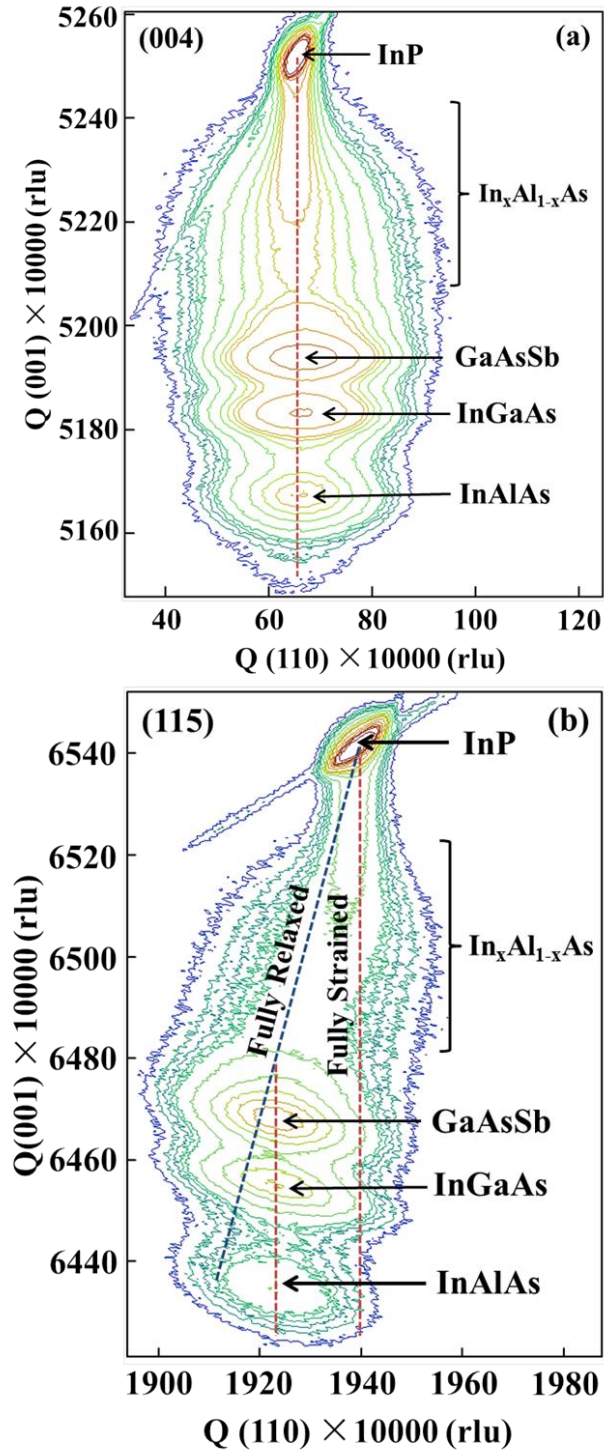 (004)
(a)
InP
InₓAl₁₋ₓAs
GaAsSb
InGaAs
InAlAs
5260
5240
5220
5200
5180
5160
Q (001) × 10000 (rlu)
40 60 80 100 120
Q (110) × 10000 (rlu)
(115)
(b)
InP
InₓAl₁₋ₓAs
Fully Relaxed
Fully Strained
GaAsSb
InGaAs
InAlAs
6540
6520
6500
6480
6460
6440
Q(001) × 10000 (rlu)
1900 1920 1940 1960 1980
Q (110) × 10000 (rlu)